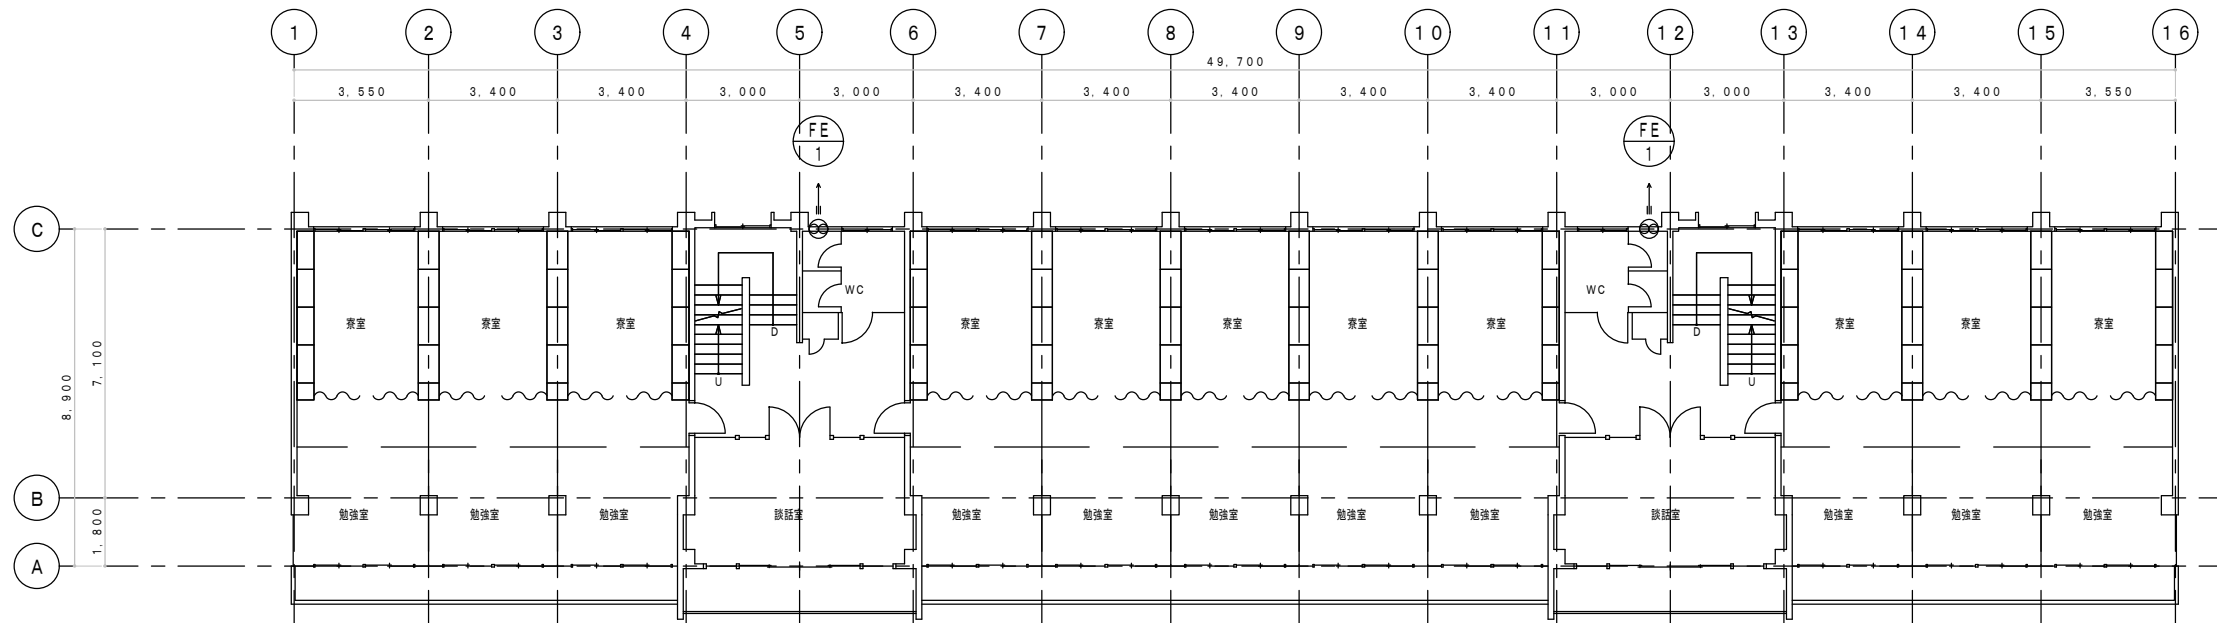 1 2 3 4 5 6 7 8 9 10 11 12 13 14 15 16
49,700
3,550 3,400 3,400 3,000 3,000 3,400 3,400 3,400 3,400 3,400 3,000 3,000 3,400 3,400 3,550
FE FE
1 1
C
WC WC
寮室 寮室 寮室 寮室 寮室 寮室 寮室 寮室 寮室 寮室 寮室
D D
U U
7,100
8,900
B
勉強室 勉強室 勉強室 談話室 勉強室 勉強室 勉強室 勉強室 勉強室 談話室 勉強室 勉強室 勉強室
1,800
A